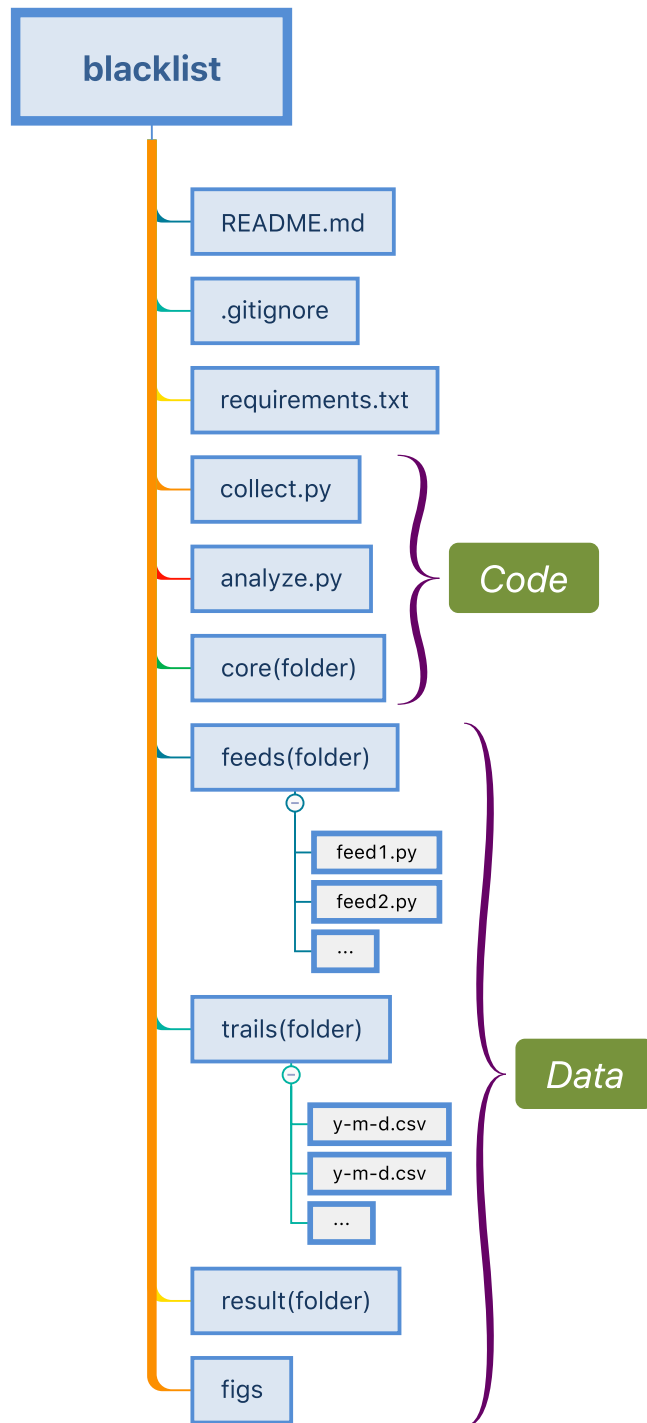 blacklist
README.md
.gitignore
requirements.txt
collect.py
analyze.py
Code
core(folder)
feeds(folder)
feed1.py
feed2.py
...
trails(folder)
Data
y-m-d.csv
y-m-d.csv
...
result(folder)
figs